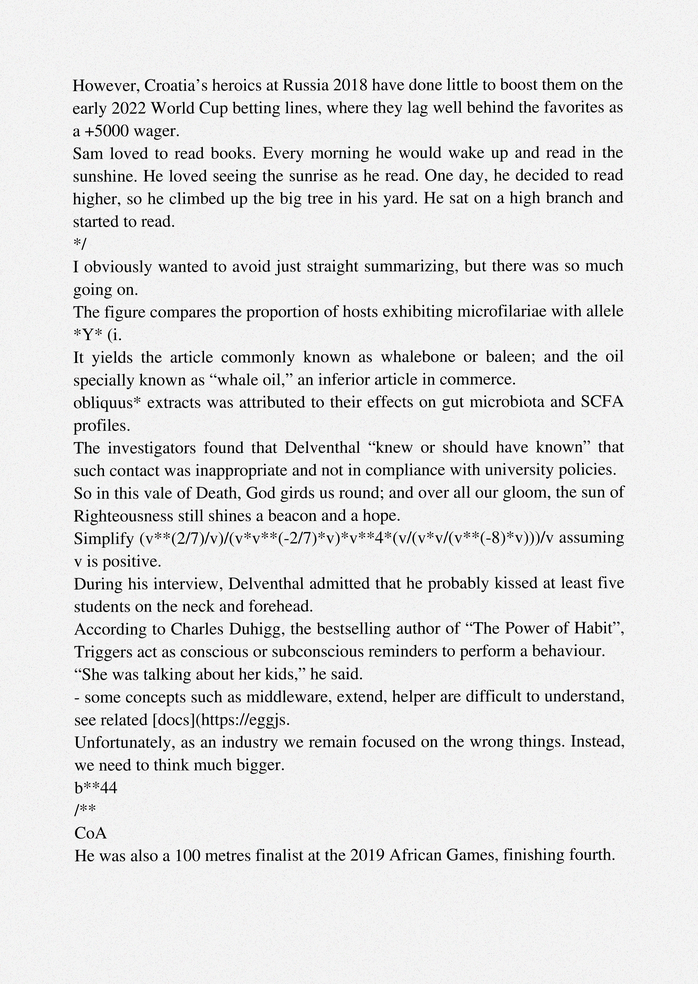 However, Croatia’s heroics at Russia 2018 have done little to boost them on the
early 2022 World Cup betting lines, where they lag well behind the favorites as
a +5000 wager.
Sam loved to read books. Every morning he would wake up and read in the
sunshine. He loved seeing the sunrise as he read. One day, he decided to read
higher, so he climbed up the big tree in his yard. He sat on a high branch and
started to read.
*/
I obviously wanted to avoid just straight summarizing, but there was so much
going on.
The figure compares the proportion of hosts exhibiting microfilariae with allele
*Y* (i.
It yields the article commonly known as whalebone or baleen; and the oil
specially known as “whale oil,” an inferior article in commerce.
obliquus* extracts was attributed to their effects on gut microbiota and SCFA
profiles.
The investigators found that Delventhal “knew or should have known” that
such contact was inappropriate and not in compliance with university policies.
So in this vale of Death, God girds us round; and over all our gloom, the sun of
Righteousness still shines a beacon and a hope.
Simplify (v**(2/7)/v)/(v*v**(-2/7)*v)*v**4*(v/(v*v/(v**(-8)*v)))/v assuming
v is positive.
During his interview, Delventhal admitted that he probably kissed at least five
students on the neck and forehead.
According to Charles Duhigg, the bestselling author of “The Power of Habit”,
Triggers act as conscious or subconscious reminders to perform a behaviour.
“She was talking about her kids,” he said.
- some concepts such as middleware, extend, helper are difficult to understand,
see related [docs](https://eggjs.
Unfortunately, as an industry we remain focused on the wrong things. Instead,
we need to think much bigger.
b**44
/**
CoA
He was also a 100 metres finalist at the 2019 African Games, finishing fourth.